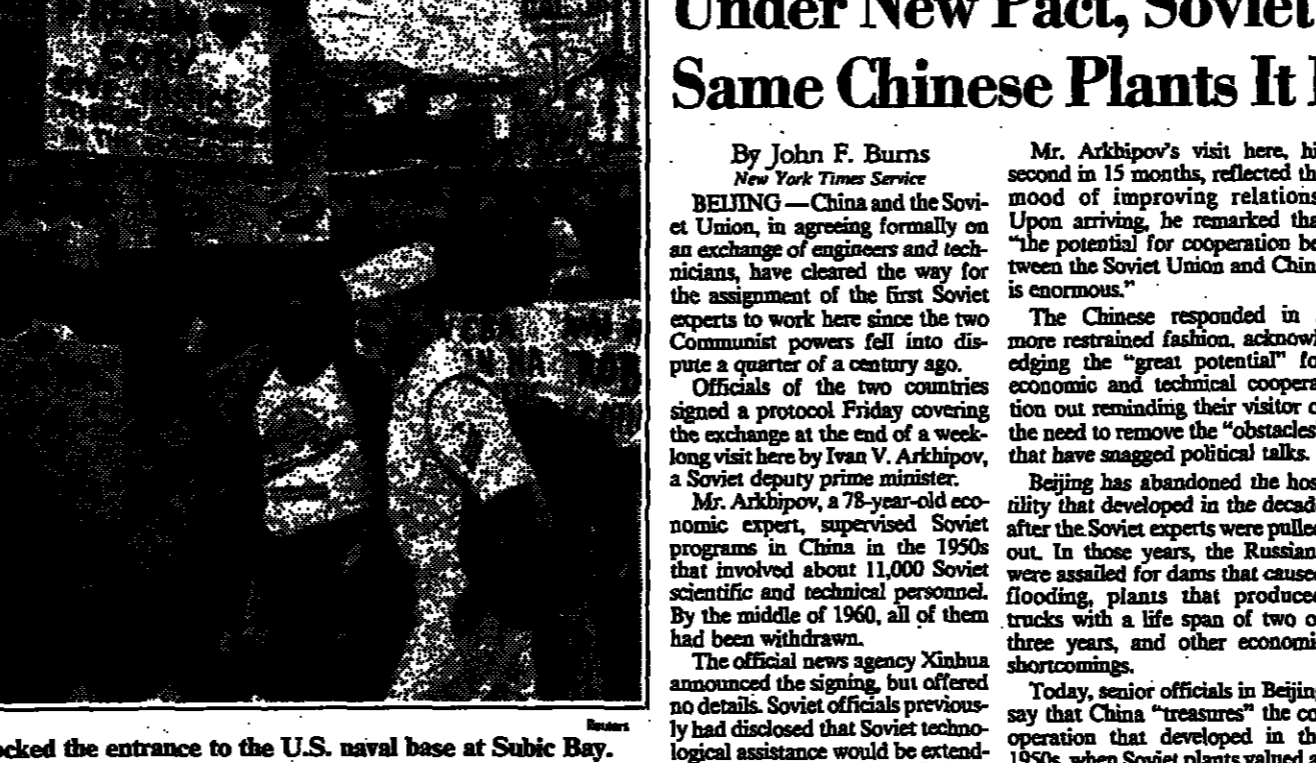 CORY
Reuters
ocked the entrance to the U.S. naval base at Subic Bay.
Under New Pact, Soviet
Same Chinese Plants It
By John F. Burns
New York Times Service
BEIJING — China and the Sovi-
et Union, in agreeing formally on
an exchange of engineers and tech-
nicians, have cleared the way for
the assignment of the first Soviet
experts to work here since the two
Communist powers fell into dis-
pute a quarter of a century ago.
Officials of the two countries
signed a protocol Friday covering
the exchange at the end of a week-
long visit here by Ivan V. Arkhipov,
a Soviet deputy prime minister.
Mr. Arkhipov, a 78-year-old eco-
nomic expert, supervised Soviet
programs in China in the 1950s
that involved about 11,000 Soviet
scientific and technical personnel.
By the middle of 1960, all of them
had been withdrawn.
The official news agency Xinhua
announced the signing, but offered
no details. Soviet officials previous-
ly had disclosed that Soviet techno-
logical assistance would be extend-
Mr. Arkhipov's visit here, hi
second in 15 months, reflected th
mood of improving relations
Upon arriving, he remarked tha
"the potential for cooperation be
tween the Soviet Union and Chin
is enormous."
The Chinese responded in
more restrained fashion, acknowl
edging the "great potential" fo
economic and technical coopera
tion out reminding their visitor o
the need to remove the "obstacles"
that have snagged political talks.
Beijing has abandoned the hos
tility that developed in the decad
after the Soviet experts were pulled
out. In those years, the Russian
were assailed for dams that caused
flooding, plants that produced
trucks with a life span of two o
three years, and other economi
shortcomings.
Today, senior officials in Beijing
say that China "treasures" the co
operation that developed in th
1950s, when Soviet plants valued